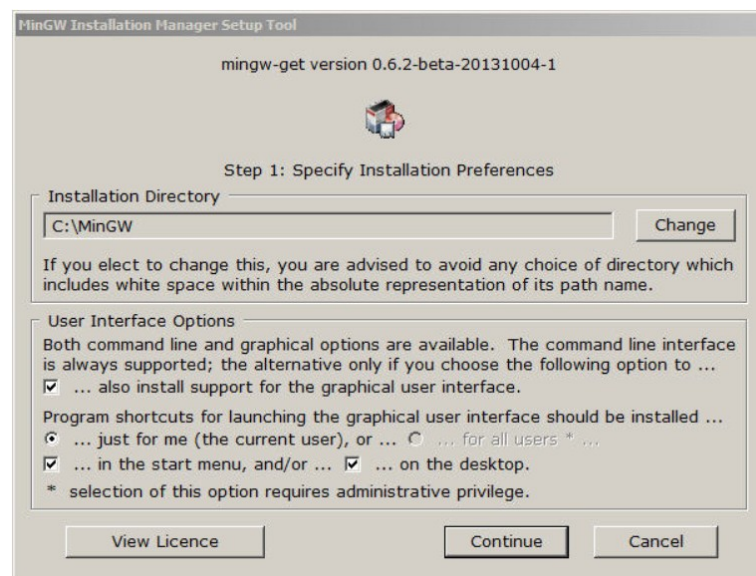 MinGW Installation Manager Setup Tool
mingw-get version 0.6.2-beta-20131004-1
Step 1: Specify Installation Preferences
Installation Directory
C:\MinGW
Change
If you elect to change this, you are advised to avoid any choice of directory which
includes white space within the absolute representation of its path name.
User Interface Options
Both command line and graphical options are available.  The command line interface
is always supported; the alternative only if you choose the following option to ...
... also install support for the graphical user interface.
Program shortcuts for launching the graphical user interface should be installed ...
... just for me (the current user), or ... ... for all users * ...
... in the start menu, and/or ... ... on the desktop.
* selection of this option requires administrative privilege.
View Licence Continue Cancel